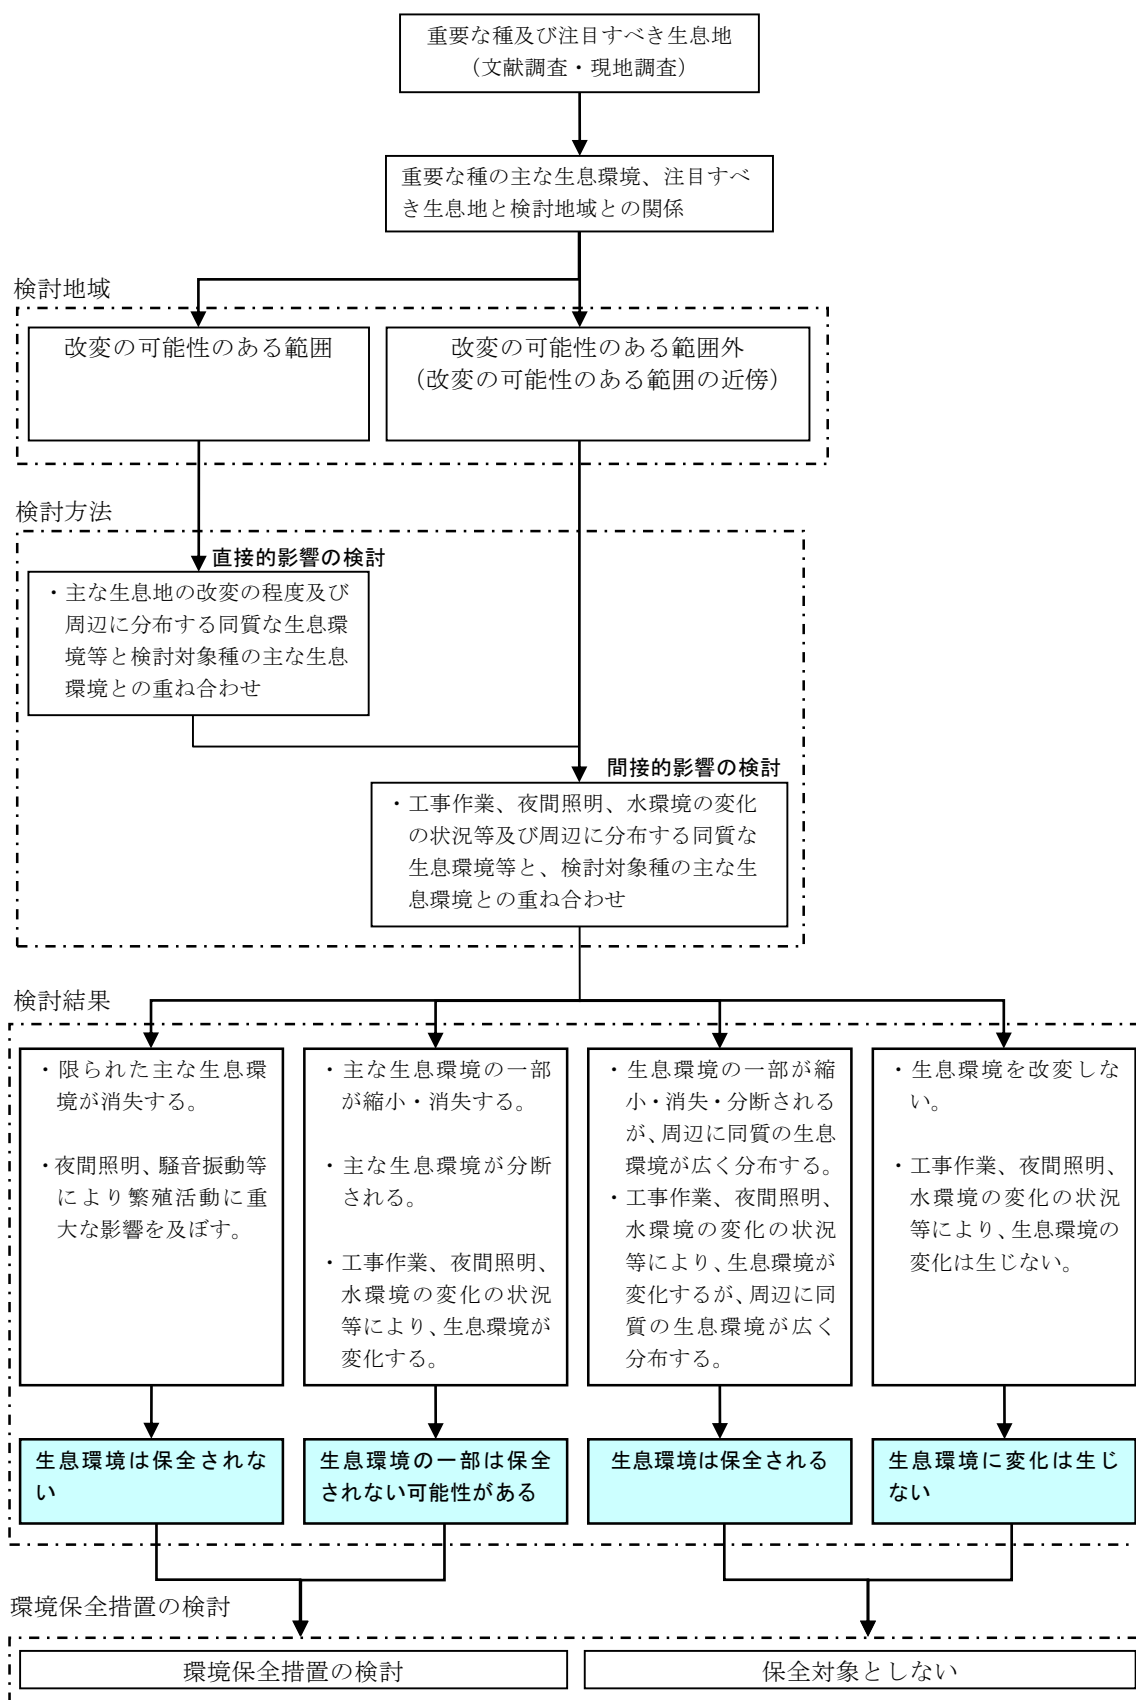 重要な種及び注目すべき生息地
（文献調査・現地調査）
重要な種の主な生息環境、注目すべ
き生息地と検討地域との関係
検討地域
改変の可能性のある範囲
改変の可能性のある範囲外
（改変の可能性のある範囲の近傍）
検討方法
直接的影響の検討
・主な生息地の改変の程度及び
周辺に分布する同質な生息環
境等と検討対象種の主な生息
環境との重ね合わせ
間接的影響の検討
・工事作業、夜間照明、水環境の変化
の状況等及び周辺に分布する同質な
生息環境等と、検討対象種の主な生
息環境との重ね合わせ
検討結果
・限られた主な生息環
境が消失する。
・夜間照明、騒音振動等
により繁殖活動に重
大な影響を及ぼす。
・主な生息環境の一部
が縮小・消失する。
・主な生息環境が分断
される。
・工事作業、夜間照明、
水環境の変化の状況
等により、生息環境が
変化する。
・生息環境の一部が縮
小・消失・分断される
が、周辺に同質の生息
環境が広く分布する。
・工事作業、夜間照明、
水環境の変化の状況
等により、生息環境が
変化するが、周辺に同
質の生息環境が広く
分布する。
・生息環境を改変しな
い。
・工事作業、夜間照明、
水環境の変化の状況
等により、生息環境の
変化は生じない。
生息環境は保全されな
い
生息環境の一部は保全
されない可能性がある
生息環境は保全される
生息環境に変化は生じ
ない
環境保全措置の検討
環境保全措置の検討
保全対象としない